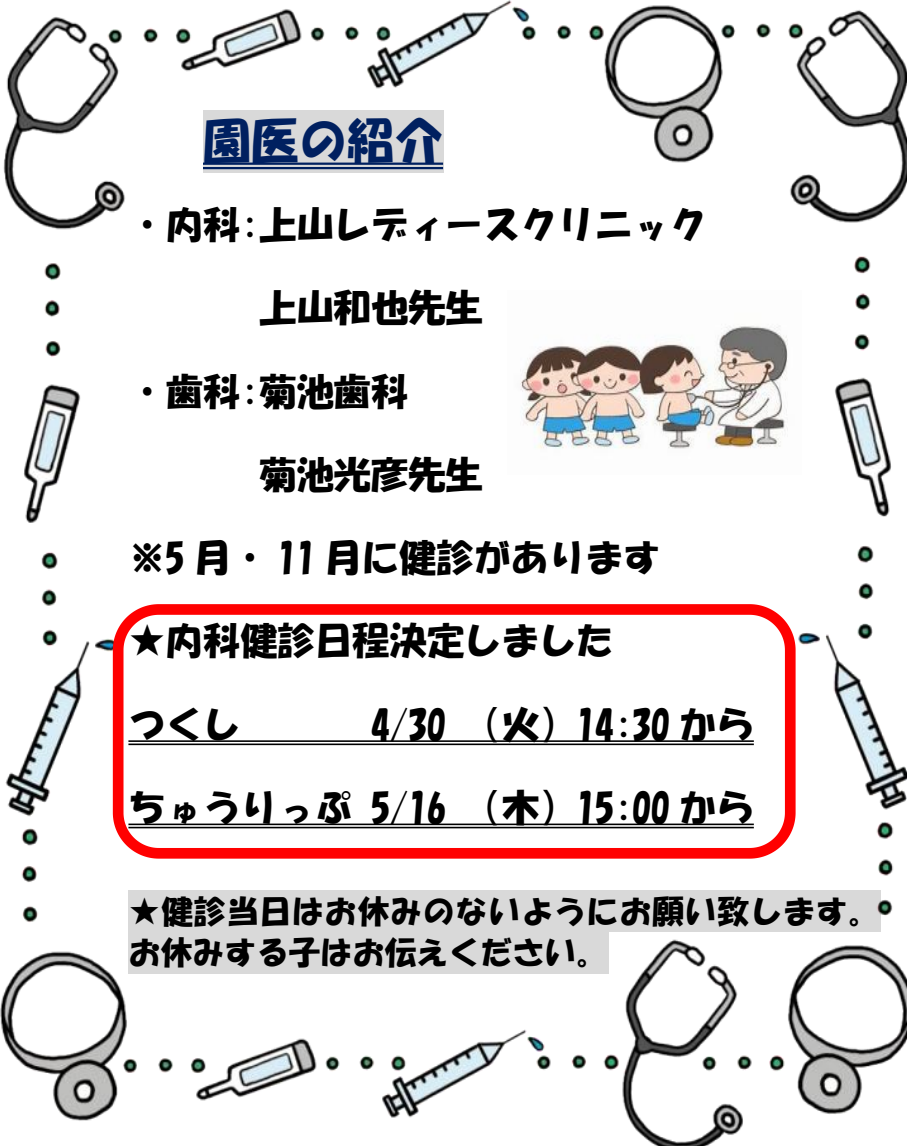 園医の紹介
・内科:上山レディースクリニック
上山和也先生
・歯科:菊池歯科
菊池光彦先生
※5月・11月に健診があります
★内科健診日程決定しました
つくし 4/30 (火) 14:30から
ちゅうりっぷ 5/16 (木) 15:00から
★健診当日はお休みのないようにお願い致します。
お休みする子はお伝えください。